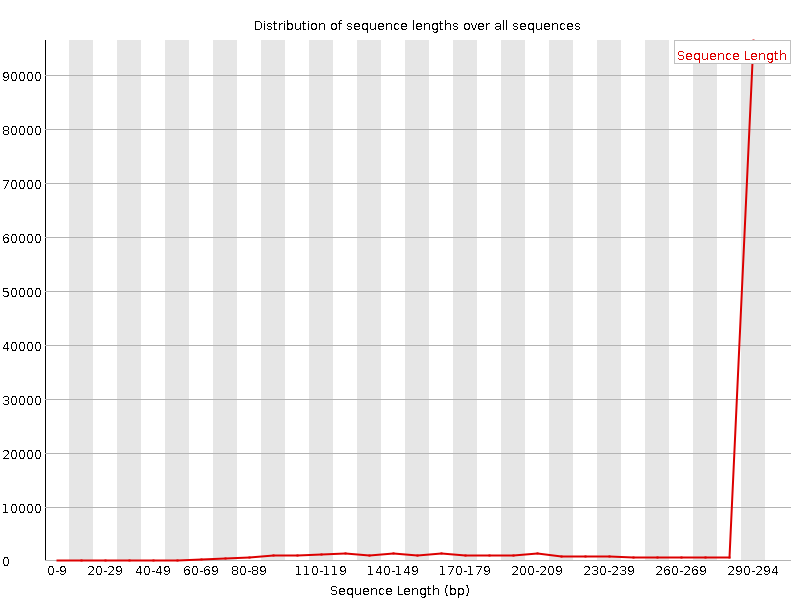 Distribution of sequence lengths over all sequences
Sequence Length
90000
80000
70000
60000
50000
40000
30000
20000
10000
0
0-9 20-29 40-49 60-69 80-89 110-119 140-149 170-179 200-209 230-239 260-269 290-294
Sequence Length (bp)